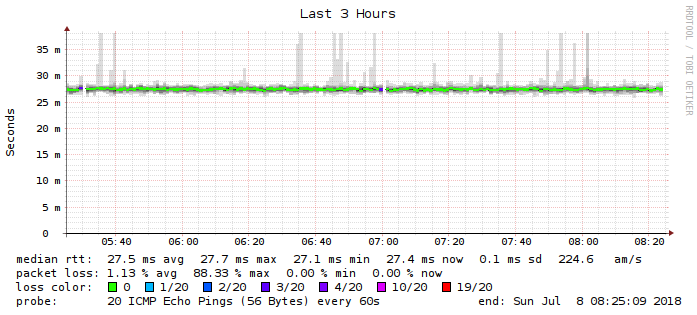 Last 3 Hours
RRDTOOL / TOBI OETIKER
Seconds
35 m
30 m
25 m
20 m
15 m
10 m
5 m
0
05:40 06:00 06:20 06:40 07:00 07:20 07:40 08:00 08:20
median rtt: 27.5 ms avg 27.7 ms max 27.1 ms min 27.4 ms now 0.1 ms sd 224.6 am/s
packet loss: 1.13 % avg 88.33 % max 0.00 % min 0.00 % now
loss color: 0 1/20 2/20 3/20 4/20 10/20 19/20
probe: 20 ICMP Echo Pings (56 Bytes) every 60s end: Sun Jul 8 08:25:09 2018